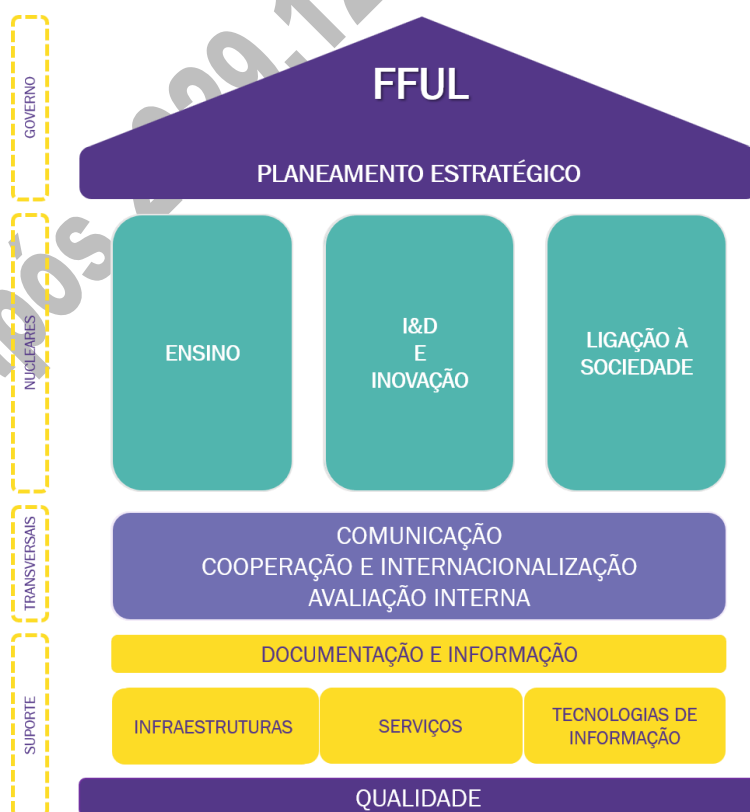 FFUL
PLANEAMENTO ESTRATÉGICO
GOVERNO
NUCLEARES
ENSINO
I&D
E
INOVAÇÃO
LIGAÇÃO À
SOCIEDADE
TRANSVERSAIS
COMUNICAÇÃO
COOPERAÇÃO E INTERNACIONALIZAÇÃO
AVALIAÇÃO INTERNA
SUPORTE
DOCUMENTAÇÃO E INFORMAÇÃO
INFRAESTRUTURAS
SERVIÇOS
TECNOLOGIAS DE
INFORMAÇÃO
QUALIDADE